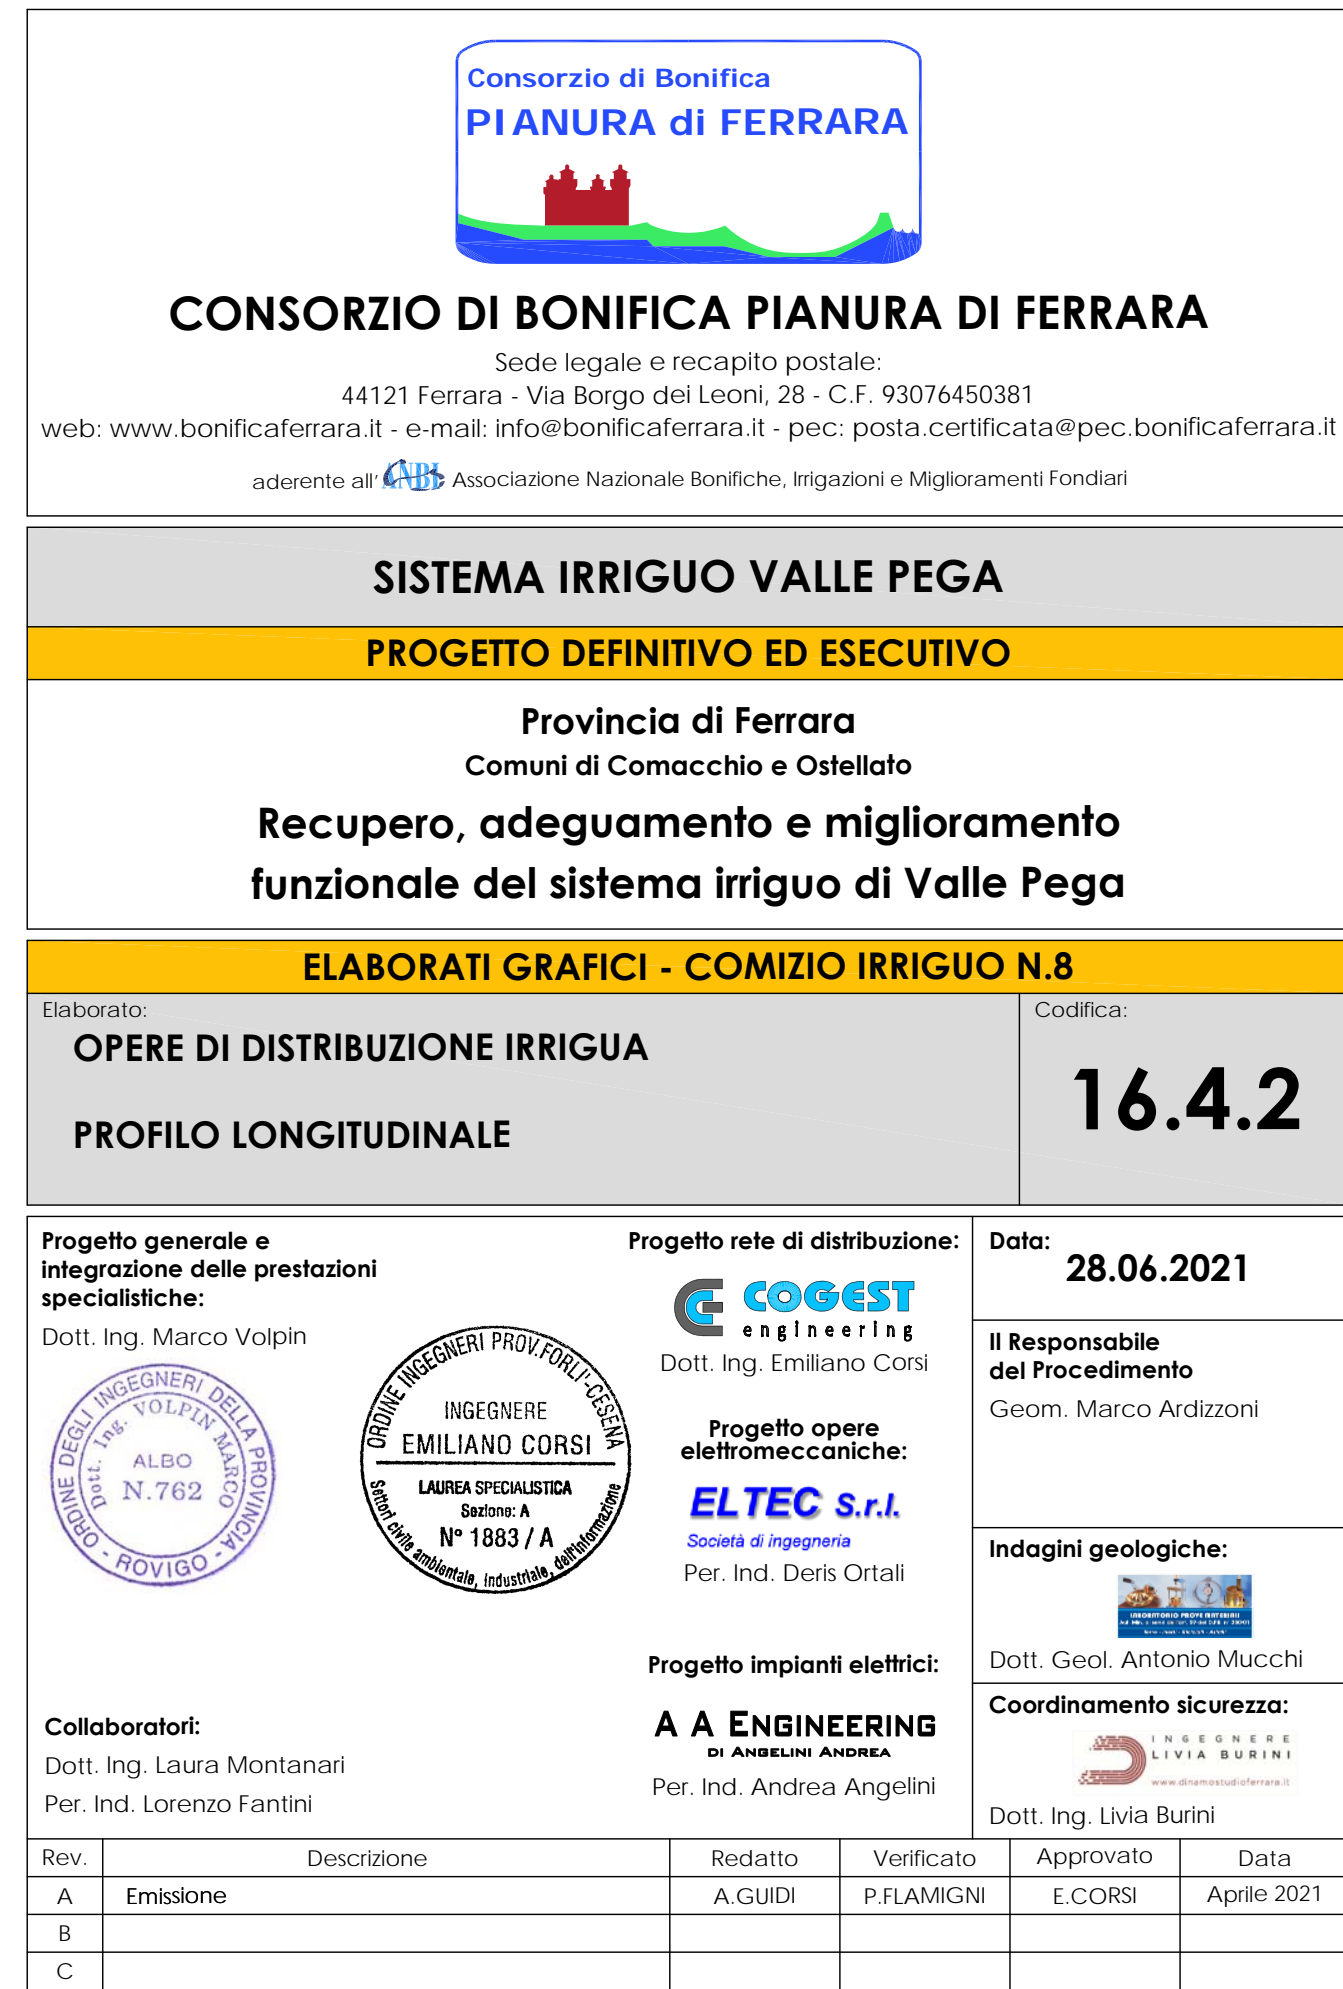 Consorzio di Bonifica
PIANURA di FERRARA
CONSORZIO DI BONIFICA PIANURA DI FERRARA
Sede legale e recapito postale:
44121 Ferrara - Via Borgo dei Leoni, 28 - C.F. 93076450381
web: www.bonificaferrara.it - e-mail: info@bonificaferrara.it - pec: posta.certificata@pec.bonificaferrara.it
aderente all' ANBI Associazione Nazionale Bonifiche, Irrigazioni e Miglioramenti Fondiari
SISTEMA IRRIGUO VALLE PEGA
PROGETTO DEFINITIVO ED ESECUTIVO
Provincia di Ferrara
Comuni di Comacchio e Ostellato
Recupero, adeguamento e miglioramento
funzionale del sistema irriguo di Valle Pega
ELABORATI GRAFICI - COMIZIO IRRIGUO N.8
Elaborato:
OPERE DI DISTRIBUZIONE IRRIGUA
PROFILO LONGITUDINALE
Codifica:
16.4.2
Progetto generale e
integrazione delle prestazioni
specialistiche:
Dott. Ing. Marco Volpin
ORDINE DEGLI INGEGNERI DELLA PROVINCIA - ROVIGO -
Dott. Ing. VOLPIN MARCO
ALBO
N.762
ORDINE INGEGNERI PROV.FORLI'-CESENA
INGEGNERE
EMILIANO CORSI
LAUREA SPECIALISTICA
Sezione: A
N° 1883 / A
Settori civile ambientale, industriale, dell'informazione
Progetto rete di distribuzione:
COGEST
engineering
Dott. Ing. Emiliano Corsi
Progetto opere
elettromeccaniche:
ELTEC S.r.l.
Società di ingegneria
Per. Ind. Deris Ortali
Progetto impianti elettrici:
A A ENGINEERING
DI ANGELINI ANDREA
Per. Ind. Andrea Angelini
Collaboratori:
Dott. Ing. Laura Montanari
Per. Ind. Lorenzo Fantini
Data:
28.06.2021
Il Responsabile
del Procedimento
Geom. Marco Ardizzoni
Indagini geologiche:
LABORATORIO PROVE MATERIALI
Dott. Geol. Antonio Mucchi
Coordinamento sicurezza:
INGEGNERE
LIVIA BURINI
www.dinamostudioferrara.it
Dott. Ing. Livia Burini
Rev. Descrizione Redatto Verificato Approvato Data
A Emissione A.GUIDI P.FLAMIGNI E.CORSI Aprile 2021
B
C